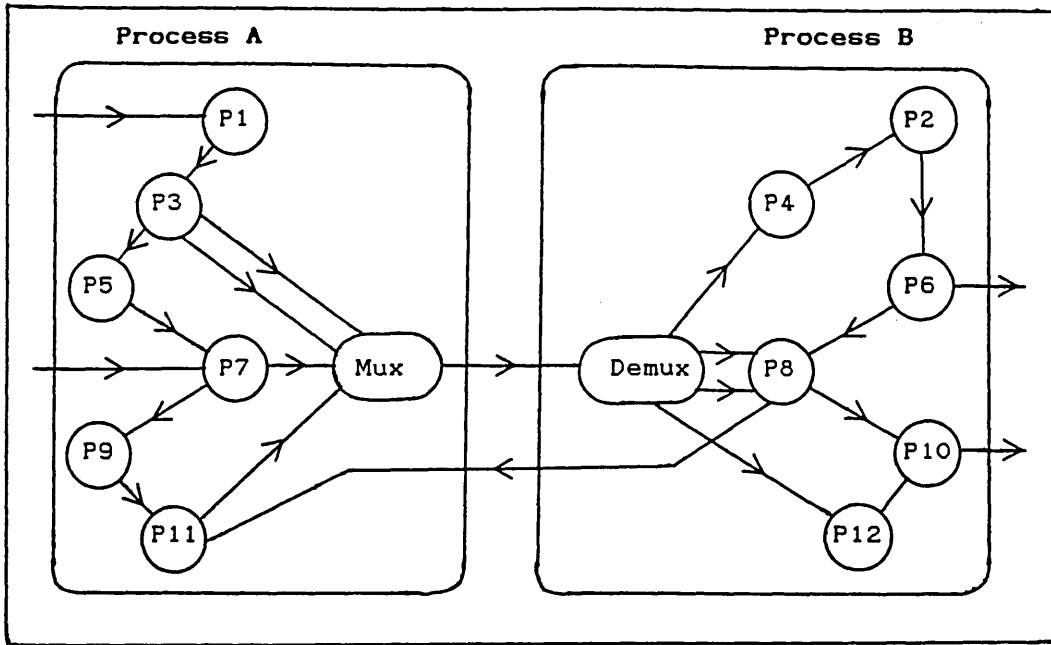 Process A
Process B
P1
P2
P3
P4
P5
P6
P7
Mux
Demux
P8
P9
P10
P11
P12